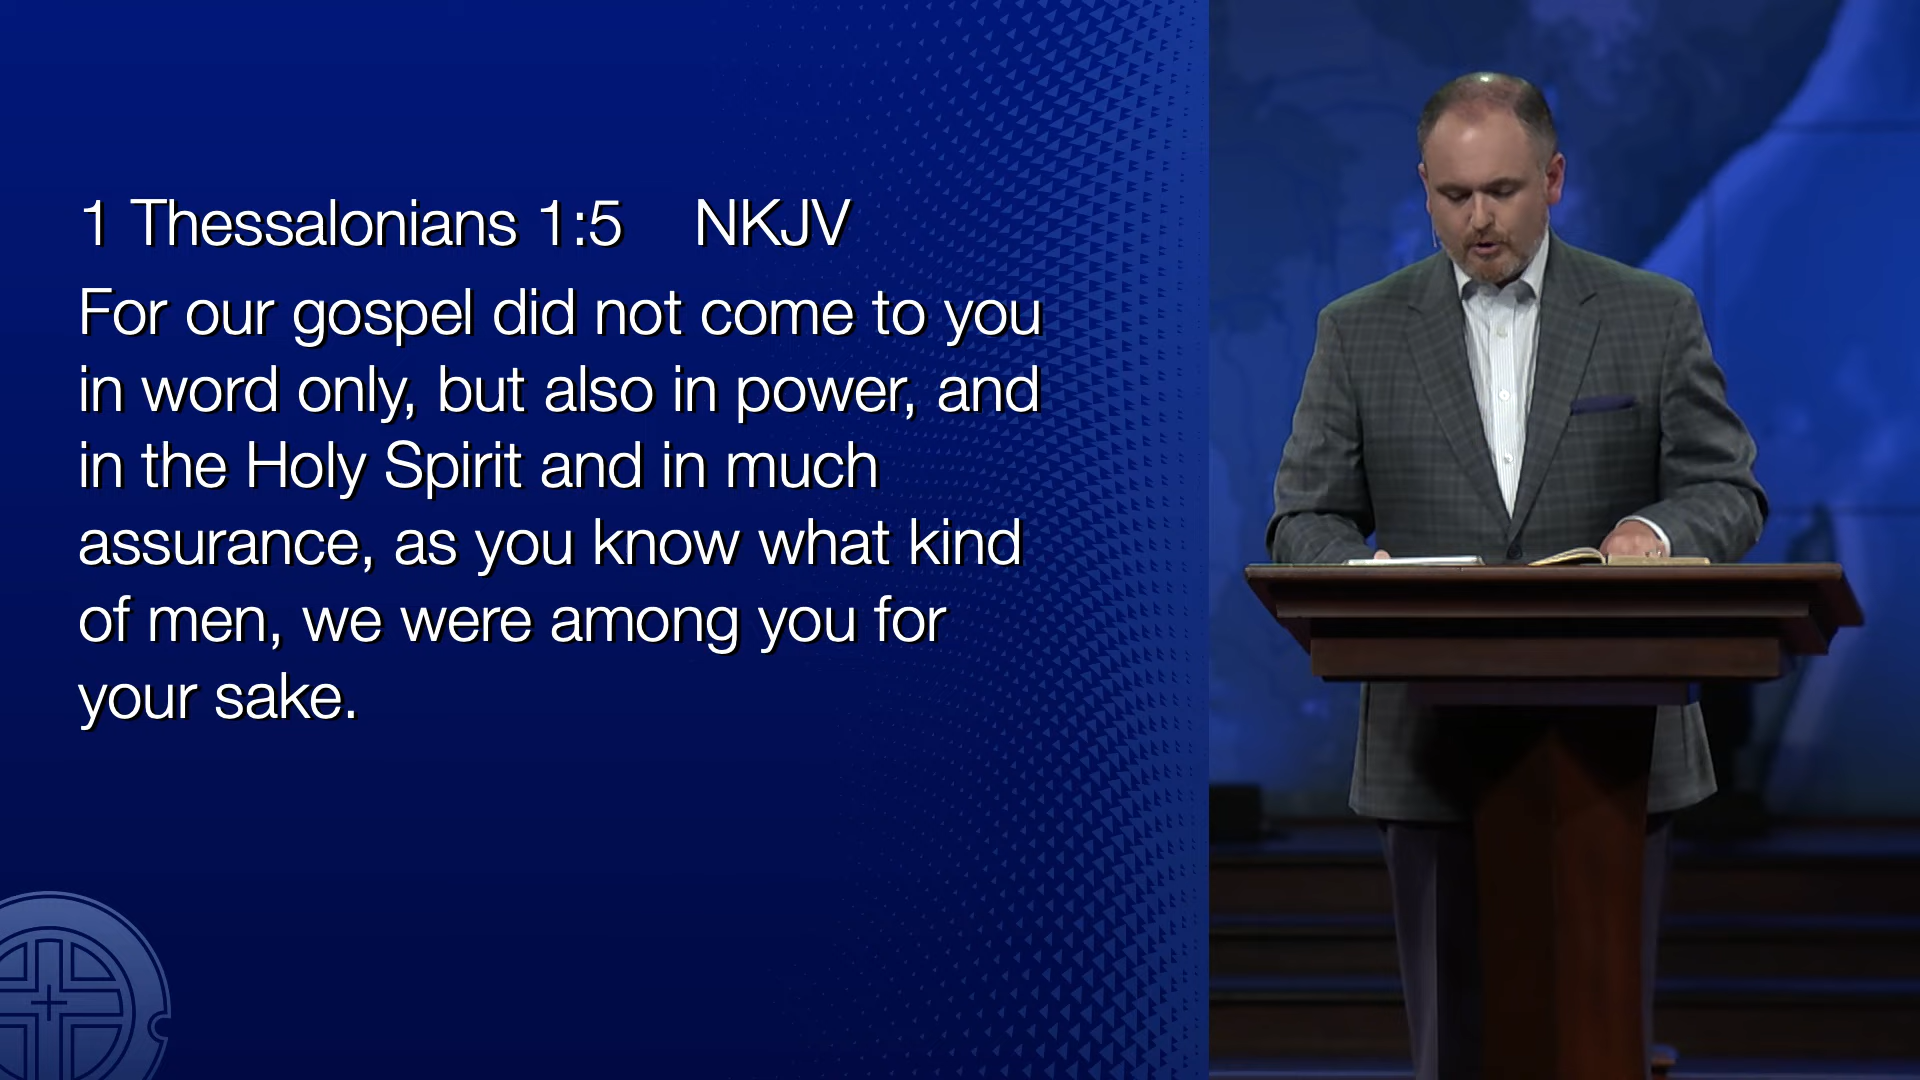 1 Thessalonians 1:5 NKJV
For our gospel did not come to you
in word only, but also in power, and
in the Holy Spirit and in much
assurance, as you know what kind
of men, we were among you for
your sake.